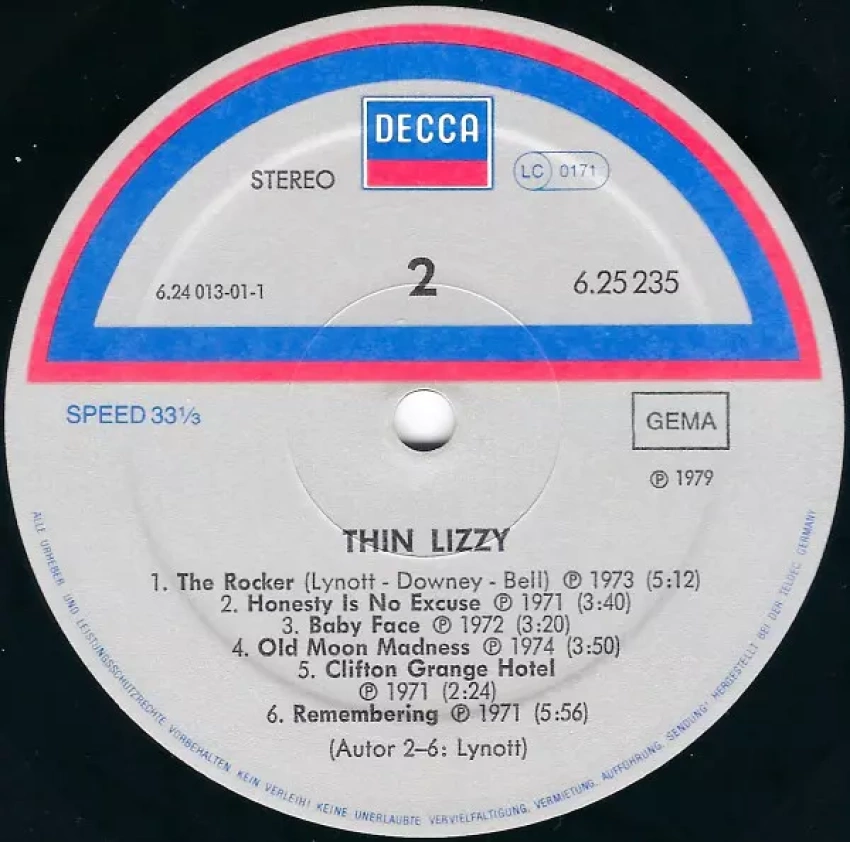 DECCA
STEREO
LC 0171
2
6.24 013-01-1
6.25 235
SPEED 33⅓
GEMA
℗ 1979
THIN LIZZY
1. The Rocker (Lynott - Downey - Bell) ℗ 1973 (5:12)
2. Honesty Is No Excuse ℗ 1971 (3:40)
3. Baby Face ℗ 1972 (3:20)
4. Old Moon Madness ℗ 1974 (3:50)
5. Clifton Grange Hotel
℗ 1971 (2:24)
6. Remembering ℗ 1971 (5:56)
(Autor 2–6: Lynott)
ALLE URHEBER- UND LEISTUNGSSCHUTZRECHTE VORBEHALTEN KEIN VERLEIH! KEINE UNERLAUBTE VERVIELFÄLTIGUNG, VERMIETUNG, AUFFÜHRUNG, SENDUNG! HERGESTELLT BEI DER TELDEC GERMANY